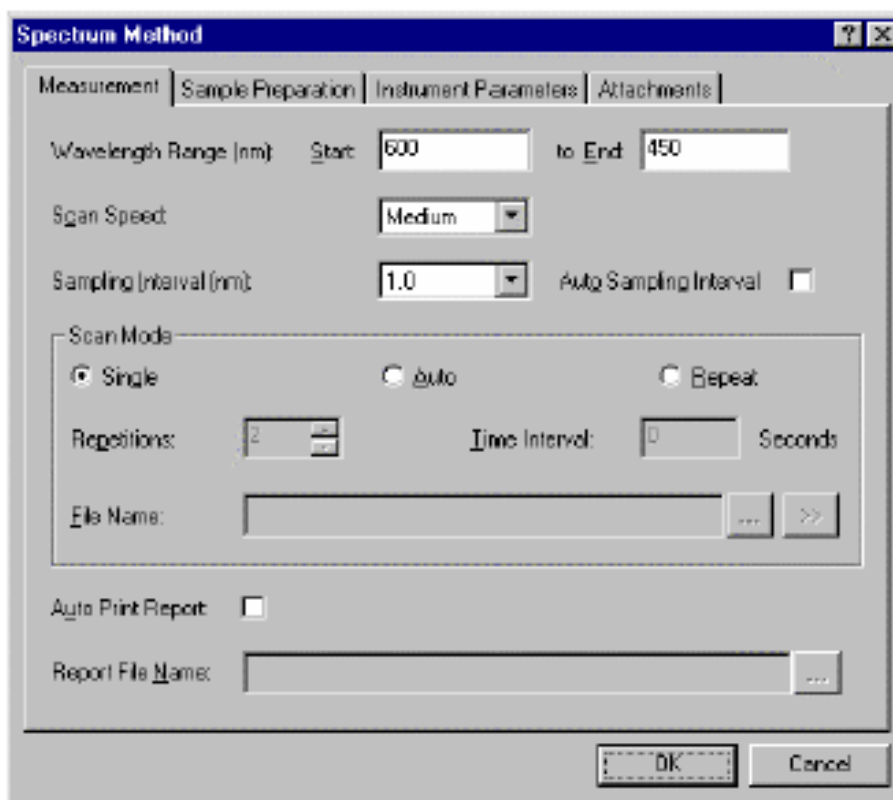 Spectrum Method ? X
Measurement Sample Preparation Instrument Parameters Attachments
Wavelength Range (nm): Start: 600 to End: 450
Scan Speed: Medium
Sampling Interval (nm): 1.0 Auto Sampling Interval
Scan Mode
Single Auto Repeat
Repetitions: 2 Time Interval: 0 Seconds
File Name: ... >>
Auto Print Report
Report File Name: ...
OK Cancel